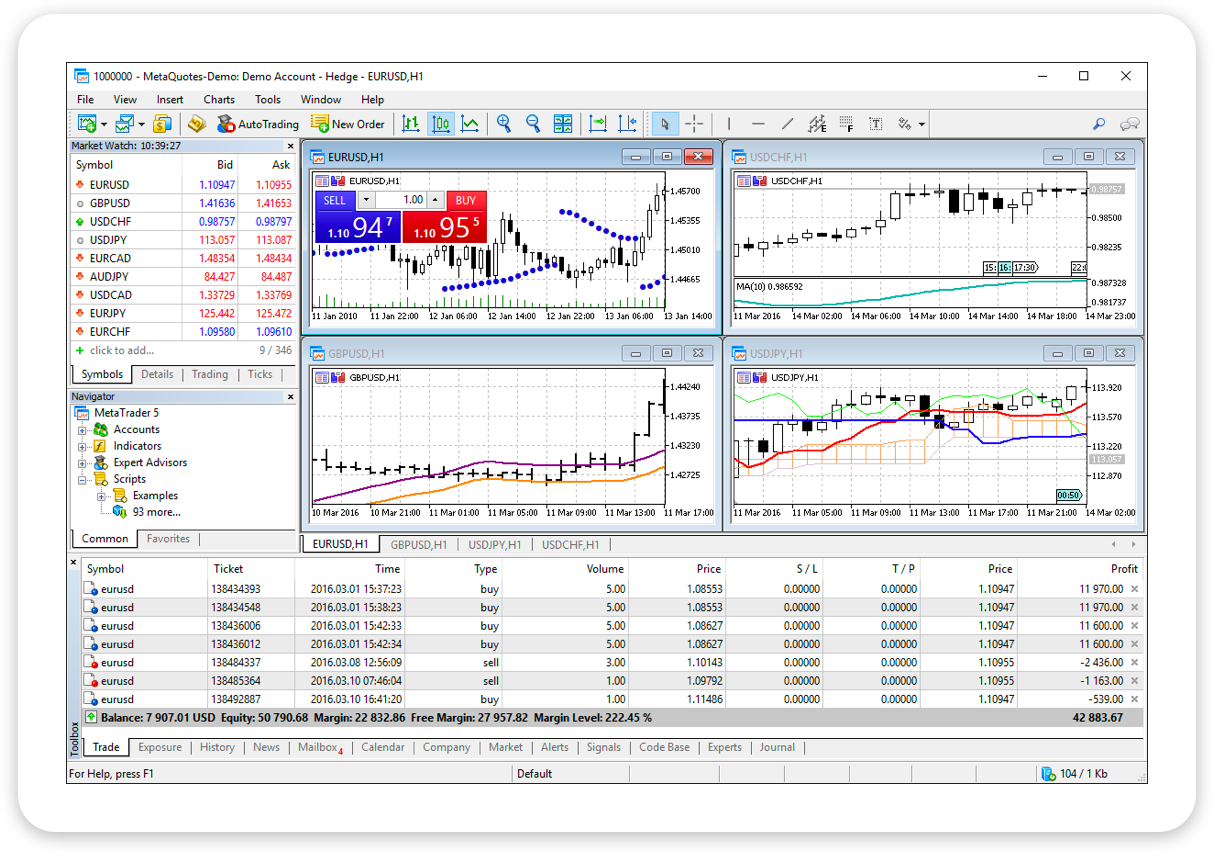 1000000 - MetaQuotes-Demo: Demo Account - Hedge - EURUSD,H1
File View Insert Charts Tools Window Help
AutoTrading New Order
Market Watch: 10:39:27
Symbol Bid Ask
EURUSD 1.10947 1.10955
GBPUSD 1.41636 1.41653
USDCHF 0.98757 0.98797
USDJPY 113.057 113.087
EURCAD 1.48354 1.48434
AUDJPY 84.427 84.487
USDCAD 1.33729 1.33769
EURJPY 125.442 125.472
EURCHF 1.09580 1.09610
click to add... 9 / 346
Symbols Details Trading Ticks
Navigator
MetaTrader 5
Accounts
Indicators
Expert Advisors
Scripts
Examples
93 more...
Common Favorites
EURUSD,H1
EURUSD,H1
SELL 1.00 BUY
1.10 94 7 1.10 95 5
1.45700
1.45355
1.45010
1.44665
11 Jan 2010 11 Jan 22:00 12 Jan 06:00 12 Jan 14:00 12 Jan 22:00 13 Jan 06:00 13 Jan 14:00
USDCHF,H1
USDCHF,H1
0.98757
0.98500
0.98235
15: 16: 17:30 22:0
MA(10) 0.986592
0.987328
0.981737
11 Mar 2016 14 Mar 02:00 14 Mar 06:00 14 Mar 10:00 14 Mar 14:00 14 Mar 18:00 14 Mar 23:00
GBPUSD,H1
GBPUSD,H1
1.44240
1.43735
1.43230
1.42725
10 Mar 2016 10 Mar 21:00 11 Mar 01:00 11 Mar 05:00 11 Mar 09:00 11 Mar 13:00 11 Mar 17:00
USDJPY,H1
USDJPY,H1
113.920
113.570
113.220
113.057
112.870
00:50
11 Mar 2016 11 Mar 05:00 11 Mar 09:00 11 Mar 13:00 11 Mar 17:00 11 Mar 21:00 14 Mar 02:00
EURUSD,H1 GBPUSD,H1 USDJPY,H1 USDCHF,H1
Symbol Ticket Time Type Volume Price S / L T / P Price Profit
eurusd 138434393 2016.03.01 15:37:23 buy 5.00 1.08553 0.00000 0.00000 1.10947 11 970.00
eurusd 138434548 2016.03.01 15:38:23 buy 5.00 1.08553 0.00000 0.00000 1.10947 11 970.00
eurusd 138436006 2016.03.01 15:42:33 buy 5.00 1.08627 0.00000 0.00000 1.10947 11 600.00
eurusd 138436012 2016.03.01 15:42:34 buy 5.00 1.08627 0.00000 0.00000 1.10947 11 600.00
eurusd 138484337 2016.03.08 12:56:09 sell 3.00 1.10143 0.00000 0.00000 1.10955 -2 436.00
eurusd 138485364 2016.03.10 07:46:04 sell 1.00 1.09792 0.00000 0.00000 1.10955 -1 163.00
eurusd 138492887 2016.03.10 16:41:20 buy 1.00 1.11486 0.00000 0.00000 1.10947 -539.00
Balance: 7 907.01 USD Equity: 50 790.68 Margin: 22 832.86 Free Margin: 27 957.82 Margin Level: 222.45 % 42 883.67
Toolbox
Trade Exposure History News Mailbox 4 Calendar Company Market Alerts Signals Code Base Experts Journal
For Help, press F1 Default 104 / 1 Kb